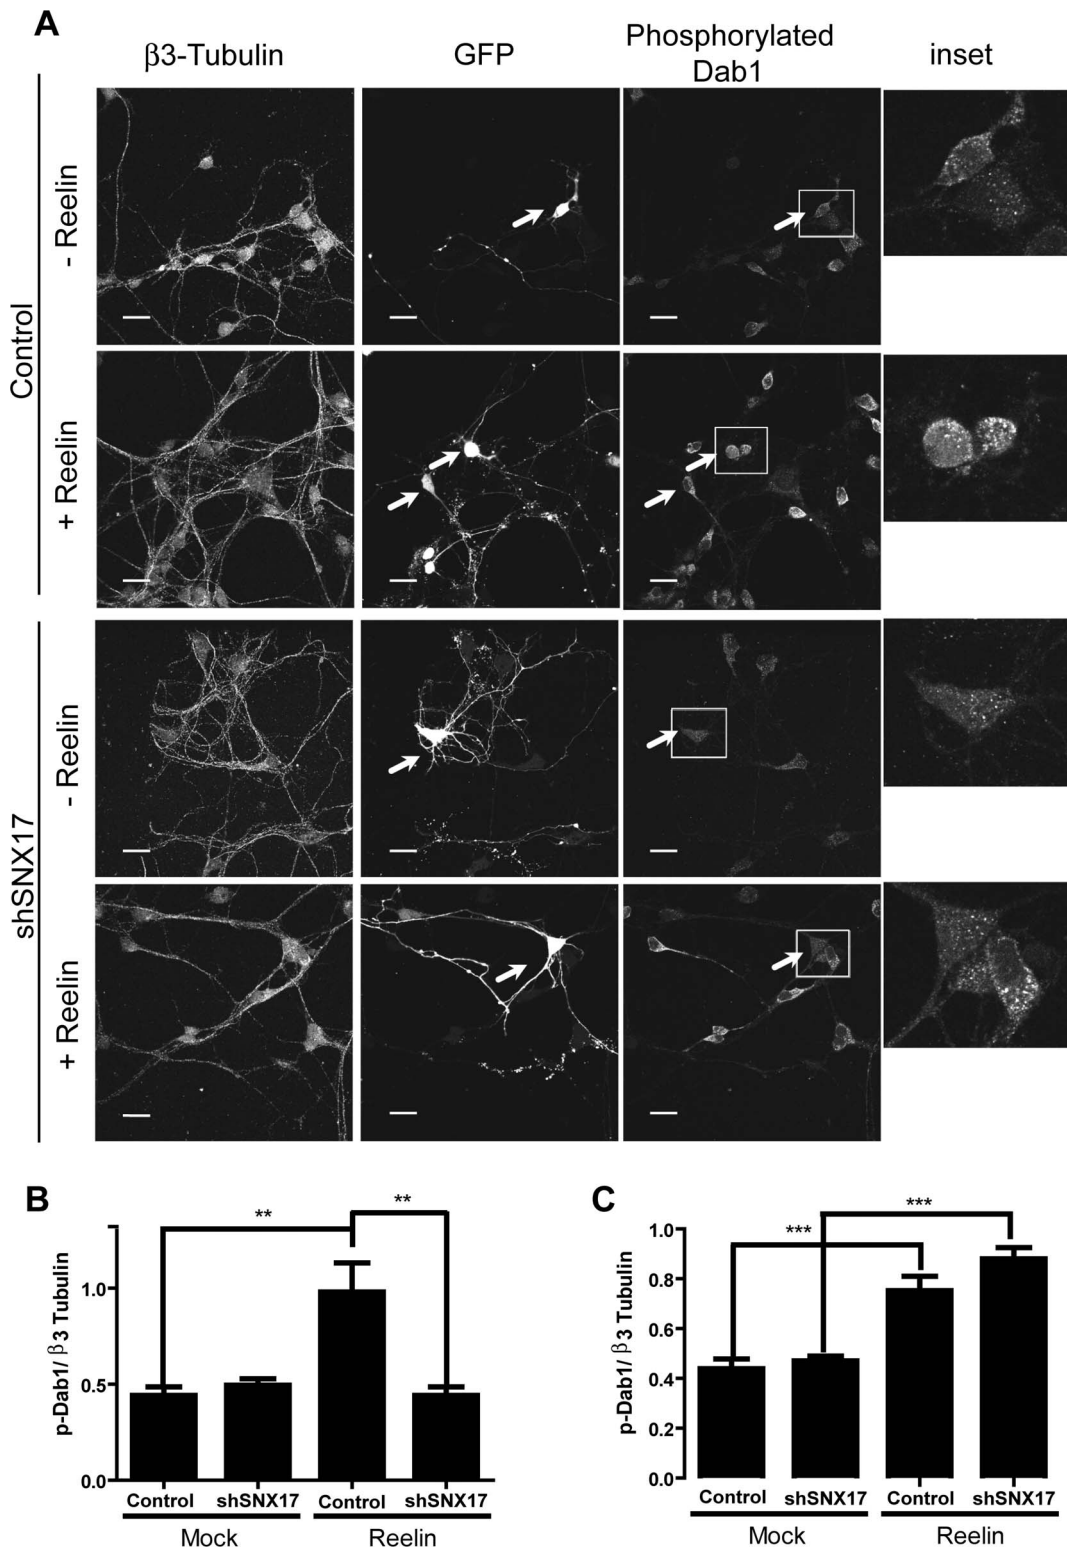 A
β3-Tubulin
GFP
Phosphorylated
Dab1
inset
Control
- Reelin
+ Reelin
shSNX17
- Reelin
+ Reelin
B
**
**
p-Dab1/ β3 Tubulin
1.0
0.5
0.0
Control shSNX17 Control shSNX17
Mock Reelin
C
***
***
p-Dab1/ β3 Tubulin
1.0
0.8
0.6
0.4
0.2
0.0
Control shSNX17 Control shSNX17
Mock Reelin